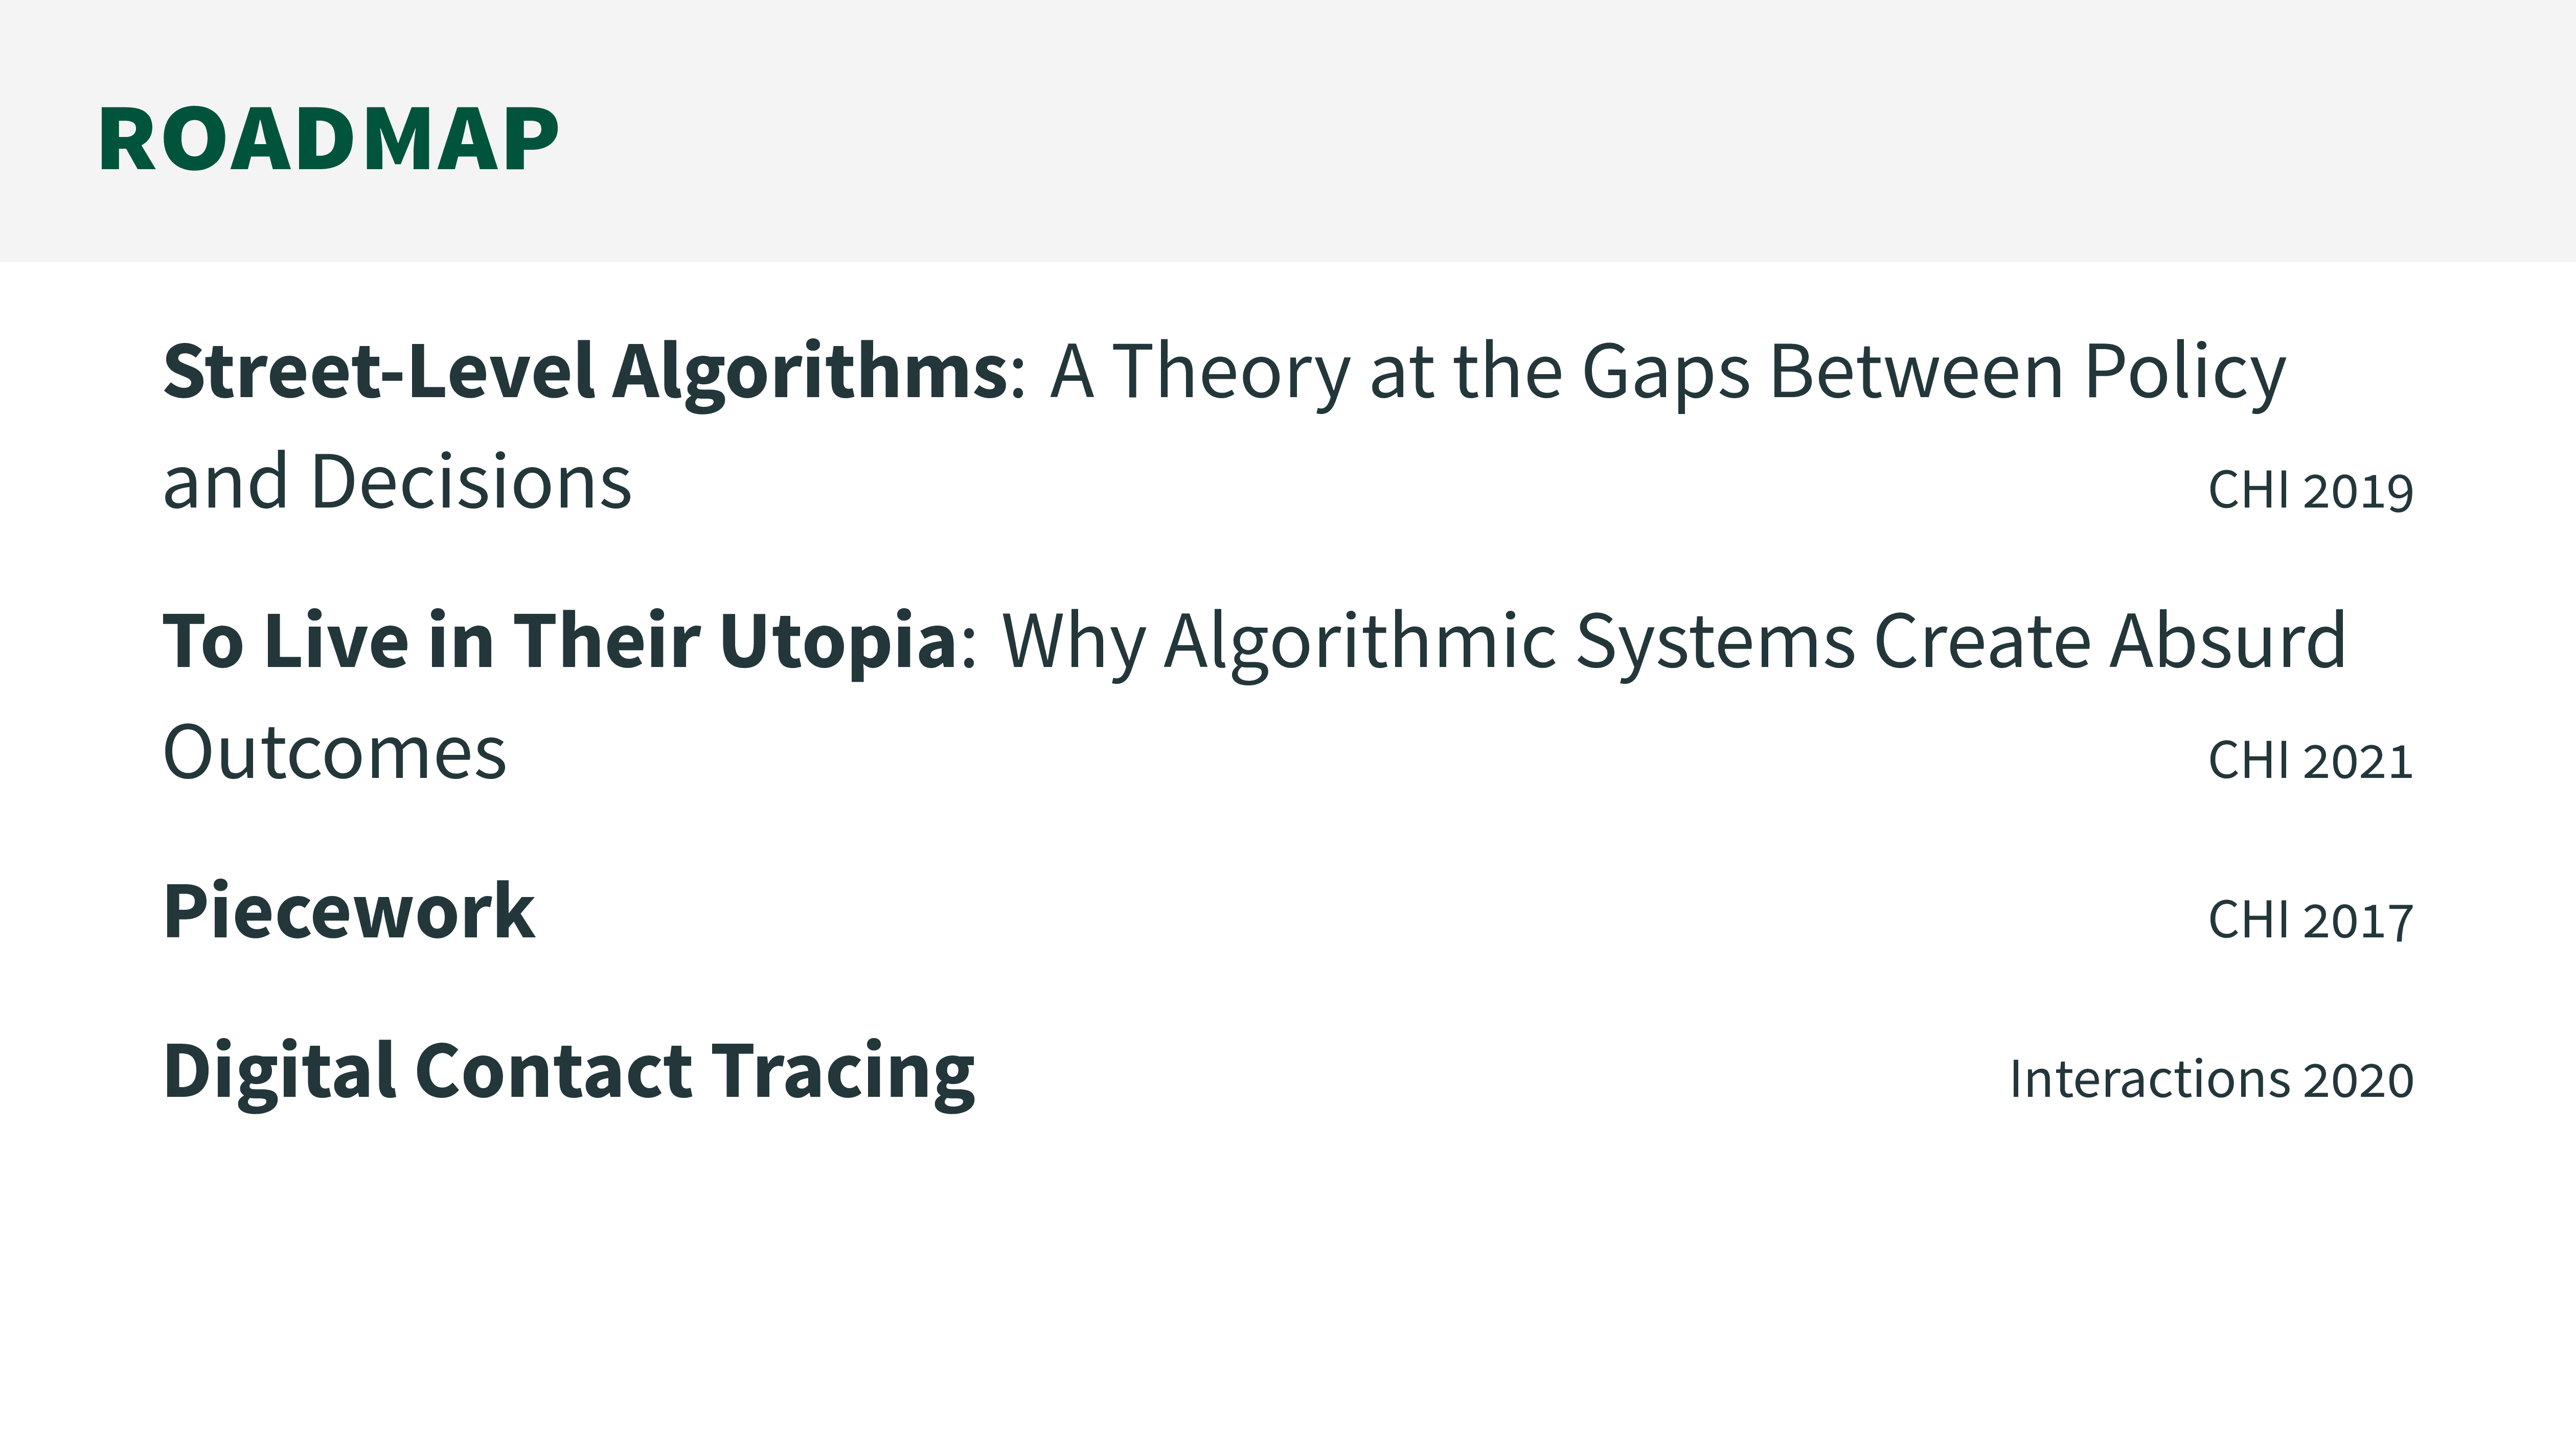 ROADMAP
Street-Level Algorithms: A Theory at the Gaps Between Policy
and Decisions CHI 2019
To Live in Their Utopia: Why Algorithmic Systems Create Absurd
Outcomes CHI 2021
Piecework CHI 2017
Digital Contact Tracing Interactions 2020